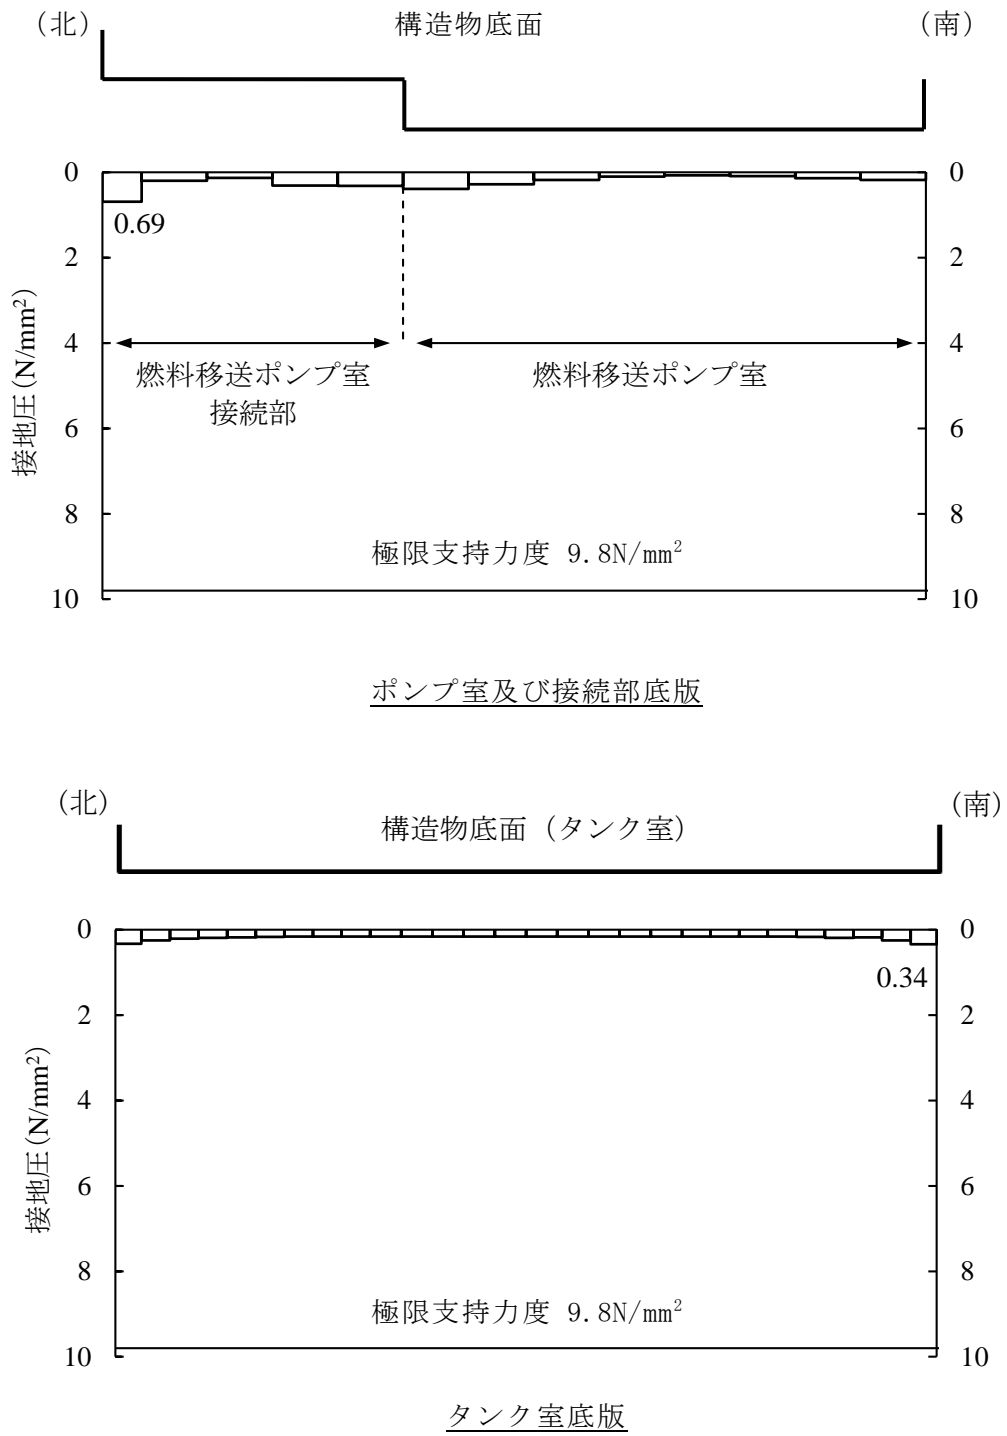 （北）
構造物底面
（南）
0
0
0.69
2
2
4
4
燃料移送ポンプ室
接続部
燃料移送ポンプ室
6
6
8
8
極限支持力度 9.8N/mm²
10
10
接地圧(N/mm²)
ポンプ室及び接続部底版
（北）
構造物底面（タンク室）
（南）
0
0
0.34
2
2
4
4
6
6
8
8
極限支持力度 9.8N/mm²
10
10
接地圧(N/mm²)
タンク室底版